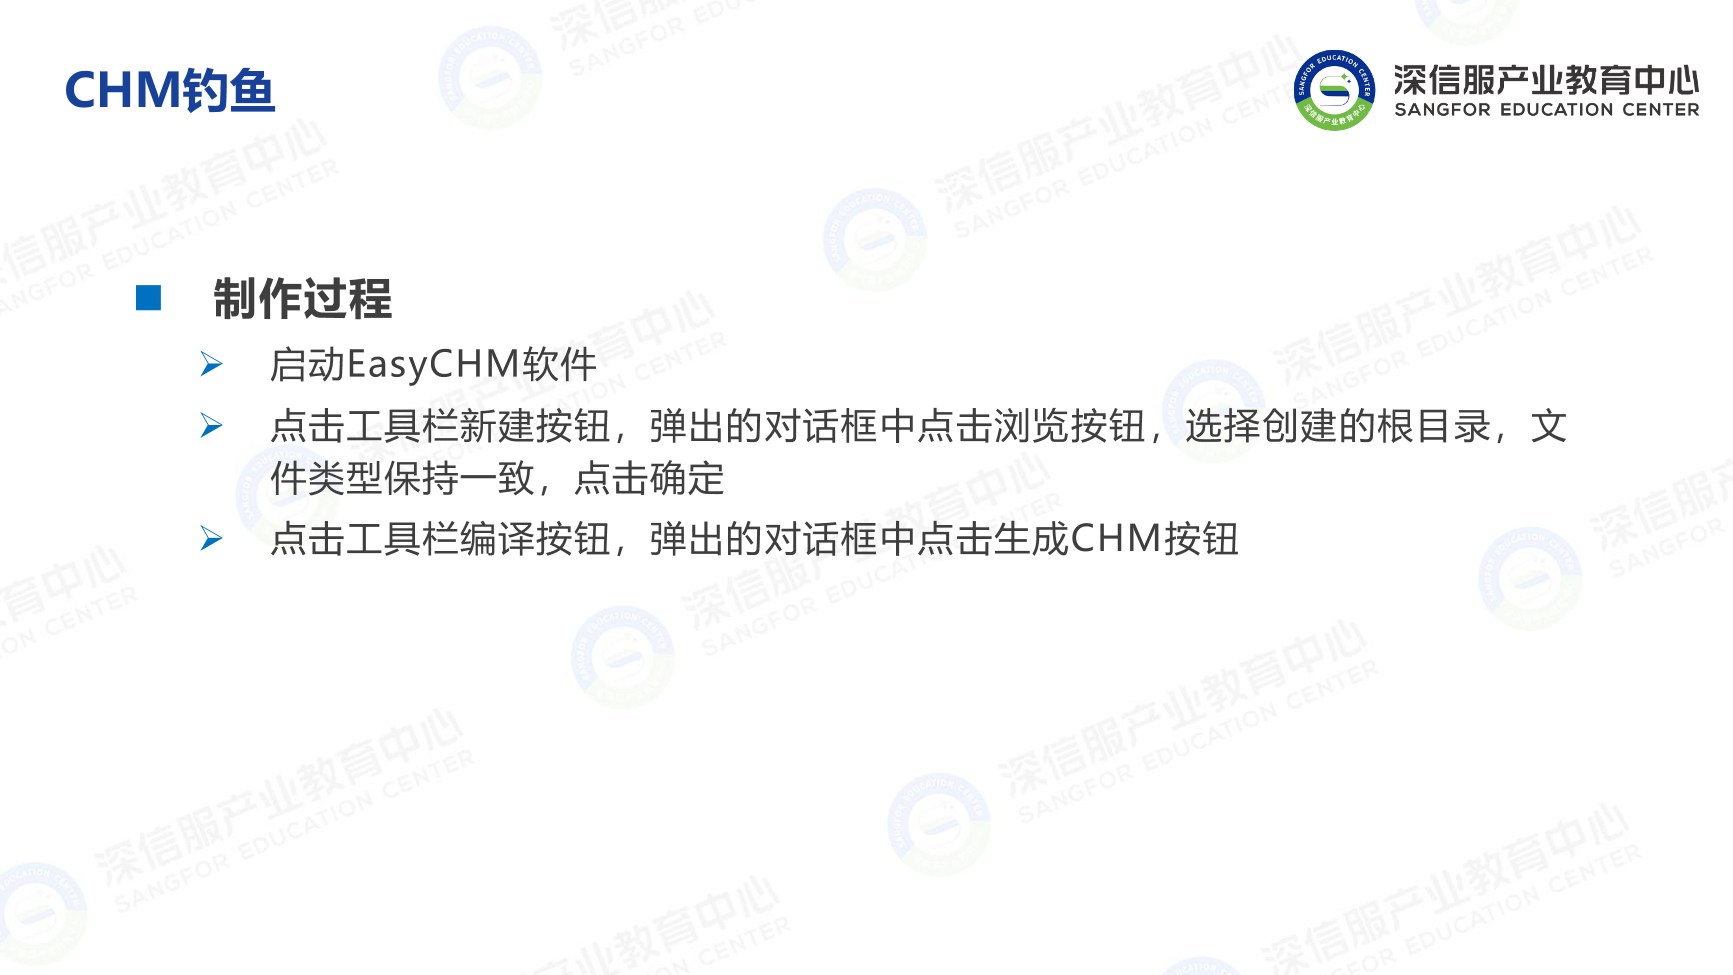 CHM钓鱼
深信服产业教育中心
SANGFOR EDUCATION CENTER
制作过程
启动EasyCHM软件
点击工具栏新建按钮，弹出的对话框中点击浏览按钮，选择创建的根目录，文
件类型保持一致，点击确定
点击工具栏编译按钮，弹出的对话框中点击生成CHM按钮